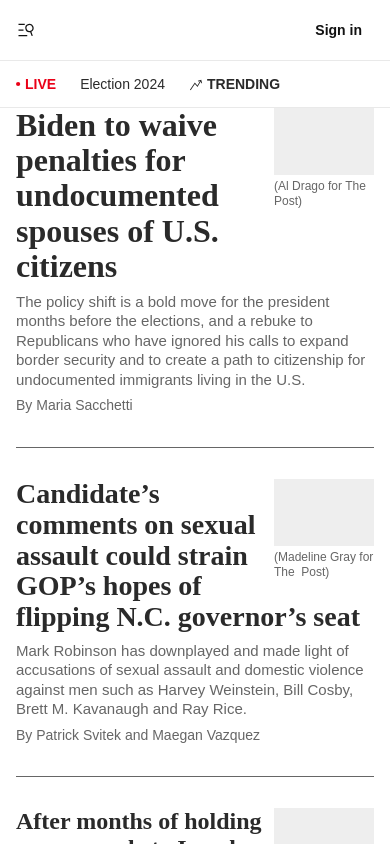 Sign in
LIVE
Election 2024
TRENDING
Biden to waive
penalties for
undocumented
spouses of U.S.
citizens
(Al Drago for The
Post)
The policy shift is a bold move for the president
months before the elections, and a rebuke to
Republicans who have ignored his calls to expand
border security and to create a path to citizenship for
undocumented immigrants living in the U.S.
By Maria Sacchetti
Candidate’s
comments on sexual
assault could strain
GOP’s hopes of
flipping N.C. governor’s seat
(Madeline Gray for
The Post)
Mark Robinson has downplayed and made light of
accusations of sexual assault and domestic violence
against men such as Harvey Weinstein, Bill Cosby,
Brett M. Kavanaugh and Ray Rice.
By Patrick Svitek and Maegan Vazquez
After months of holding